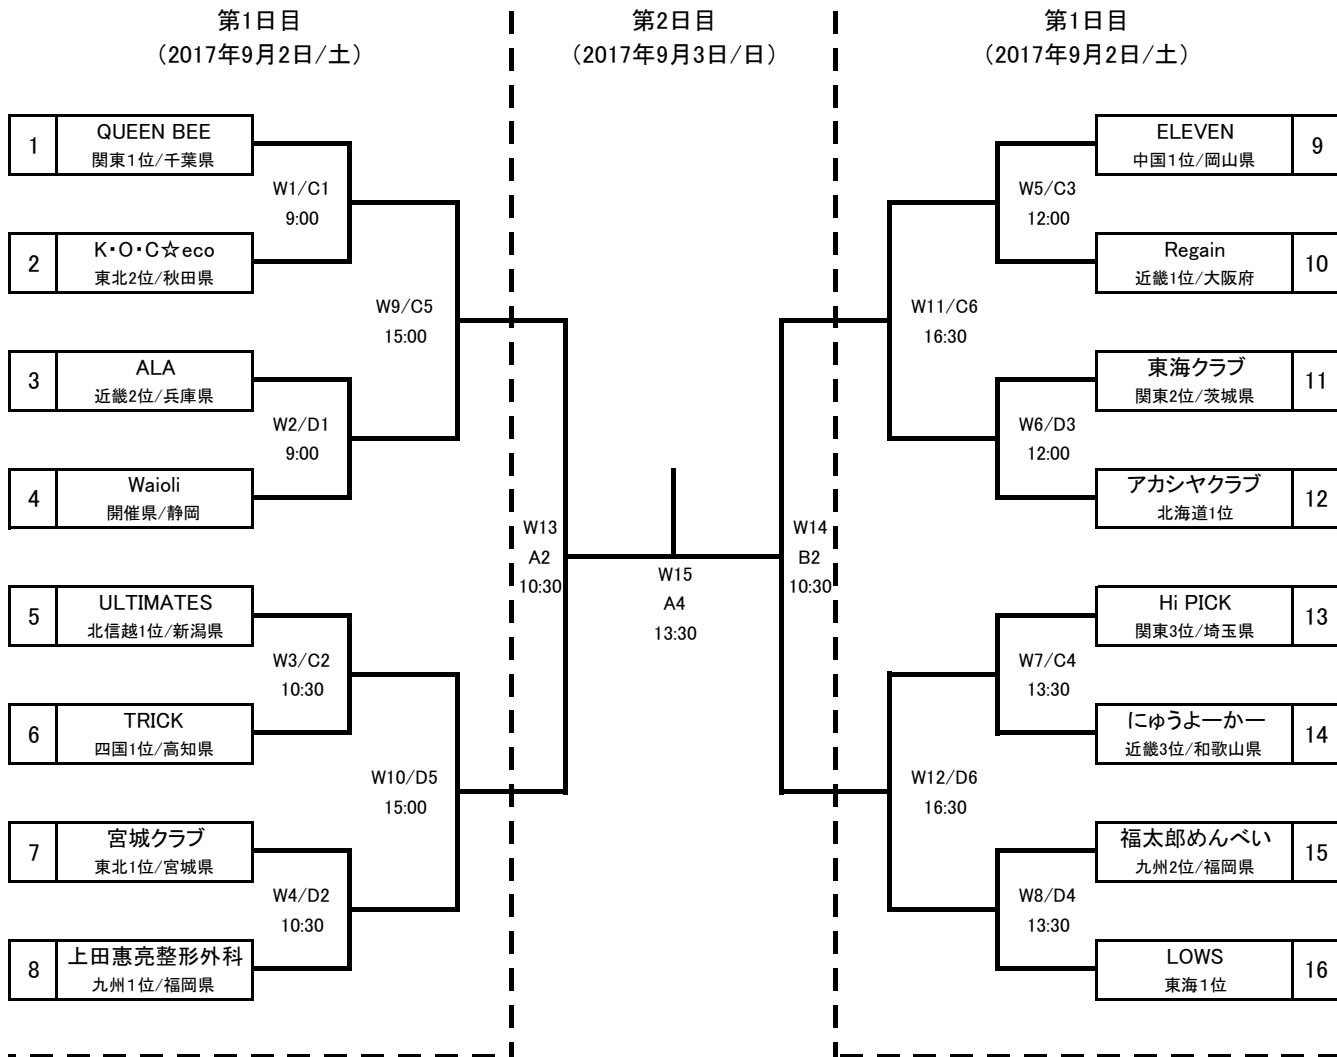 第1日目
(2017年9月2日/土)
第2日目
(2017年9月3日/日)
第1日目
(2017年9月2日/土)
1
QUEEN BEE
関東1位/千葉県
W1/C1
9:00
2
K・O・C☆eco
東北2位/秋田県
W9/C5
15:00
3
ALA
近畿2位/兵庫県
W2/D1
9:00
4
Waioli
開催県/静岡
W13
A2
10:30
5
ULTIMATES
北信越1位/新潟県
W3/C2
10:30
6
TRICK
四国1位/高知県
W10/D5
15:00
7
宮城クラブ
東北1位/宮城県
W4/D2
10:30
8
上田惠亮整形外科
九州1位/福岡県
W15
A4
13:30
ELEVEN
中国1位/岡山県
9
W5/C3
12:00
Regain
近畿1位/大阪府
10
W11/C6
16:30
東海クラブ
関東2位/茨城県
11
W6/D3
12:00
アカシヤクラブ
北海道1位
12
W14
B2
10:30
Hi PICK
関東3位/埼玉県
13
W7/C4
13:30
にゅうよーかー
近畿3位/和歌山県
14
W12/D6
16:30
福太郎めんべい
九州2位/福岡県
15
W8/D4
13:30
LOWS
東海1位
16